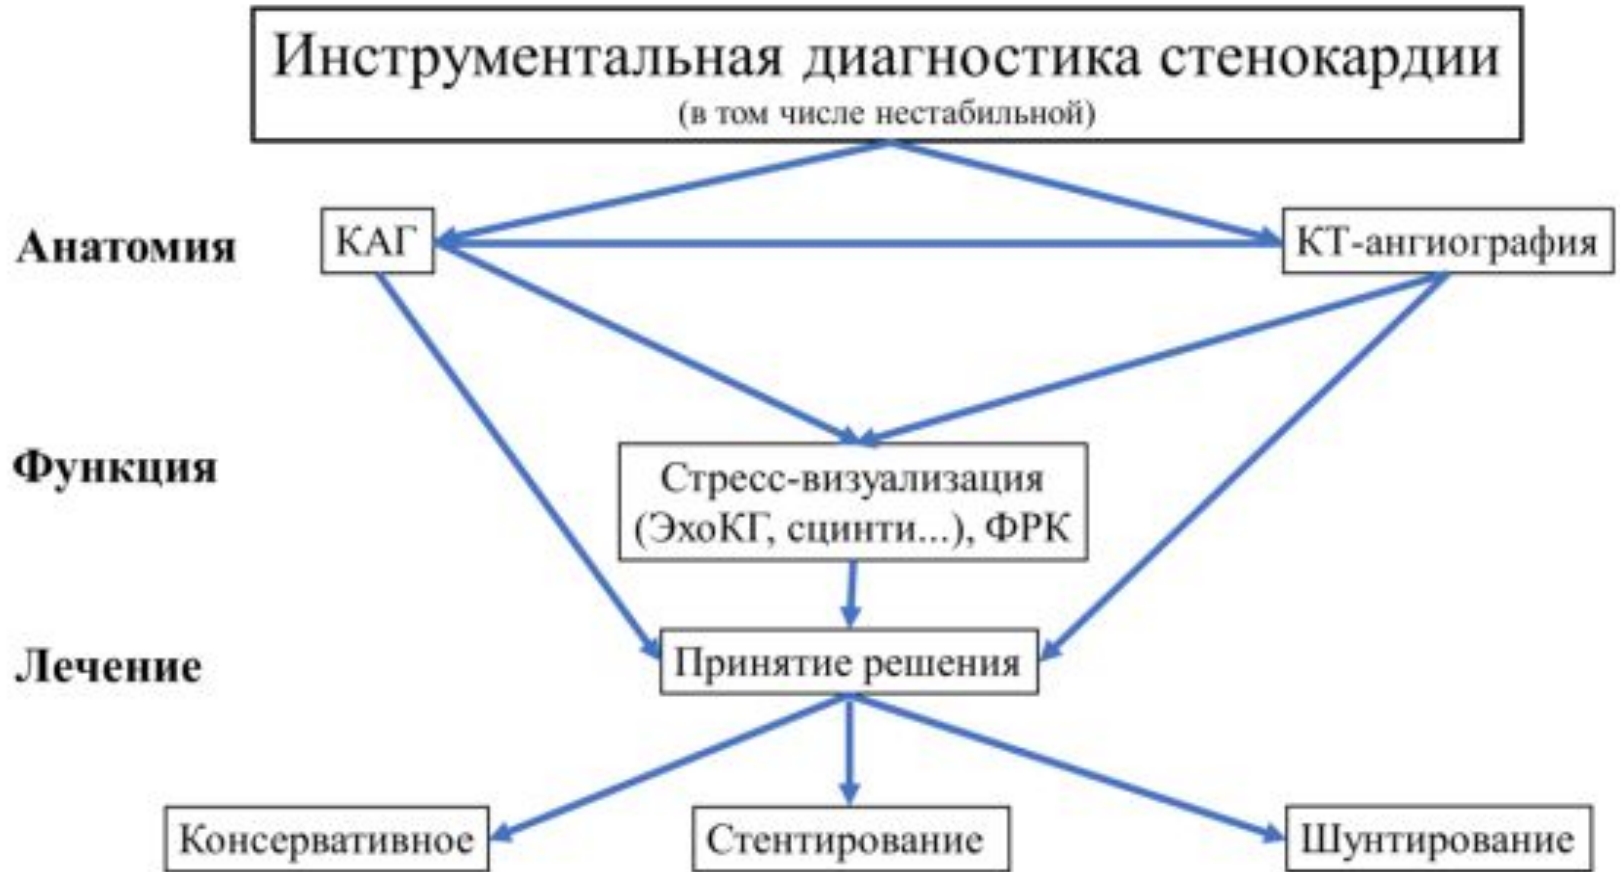 Инструментальная диагностика стенокардии
(в том числе нестабильной)
Анатомия
КАГ
КТ-ангиография
Функция
Стресс-визуализация
(ЭхоКГ, сцинти...), ФРК
Лечение
Принятие решения
Консервативное
Стентирование
Шунтирование